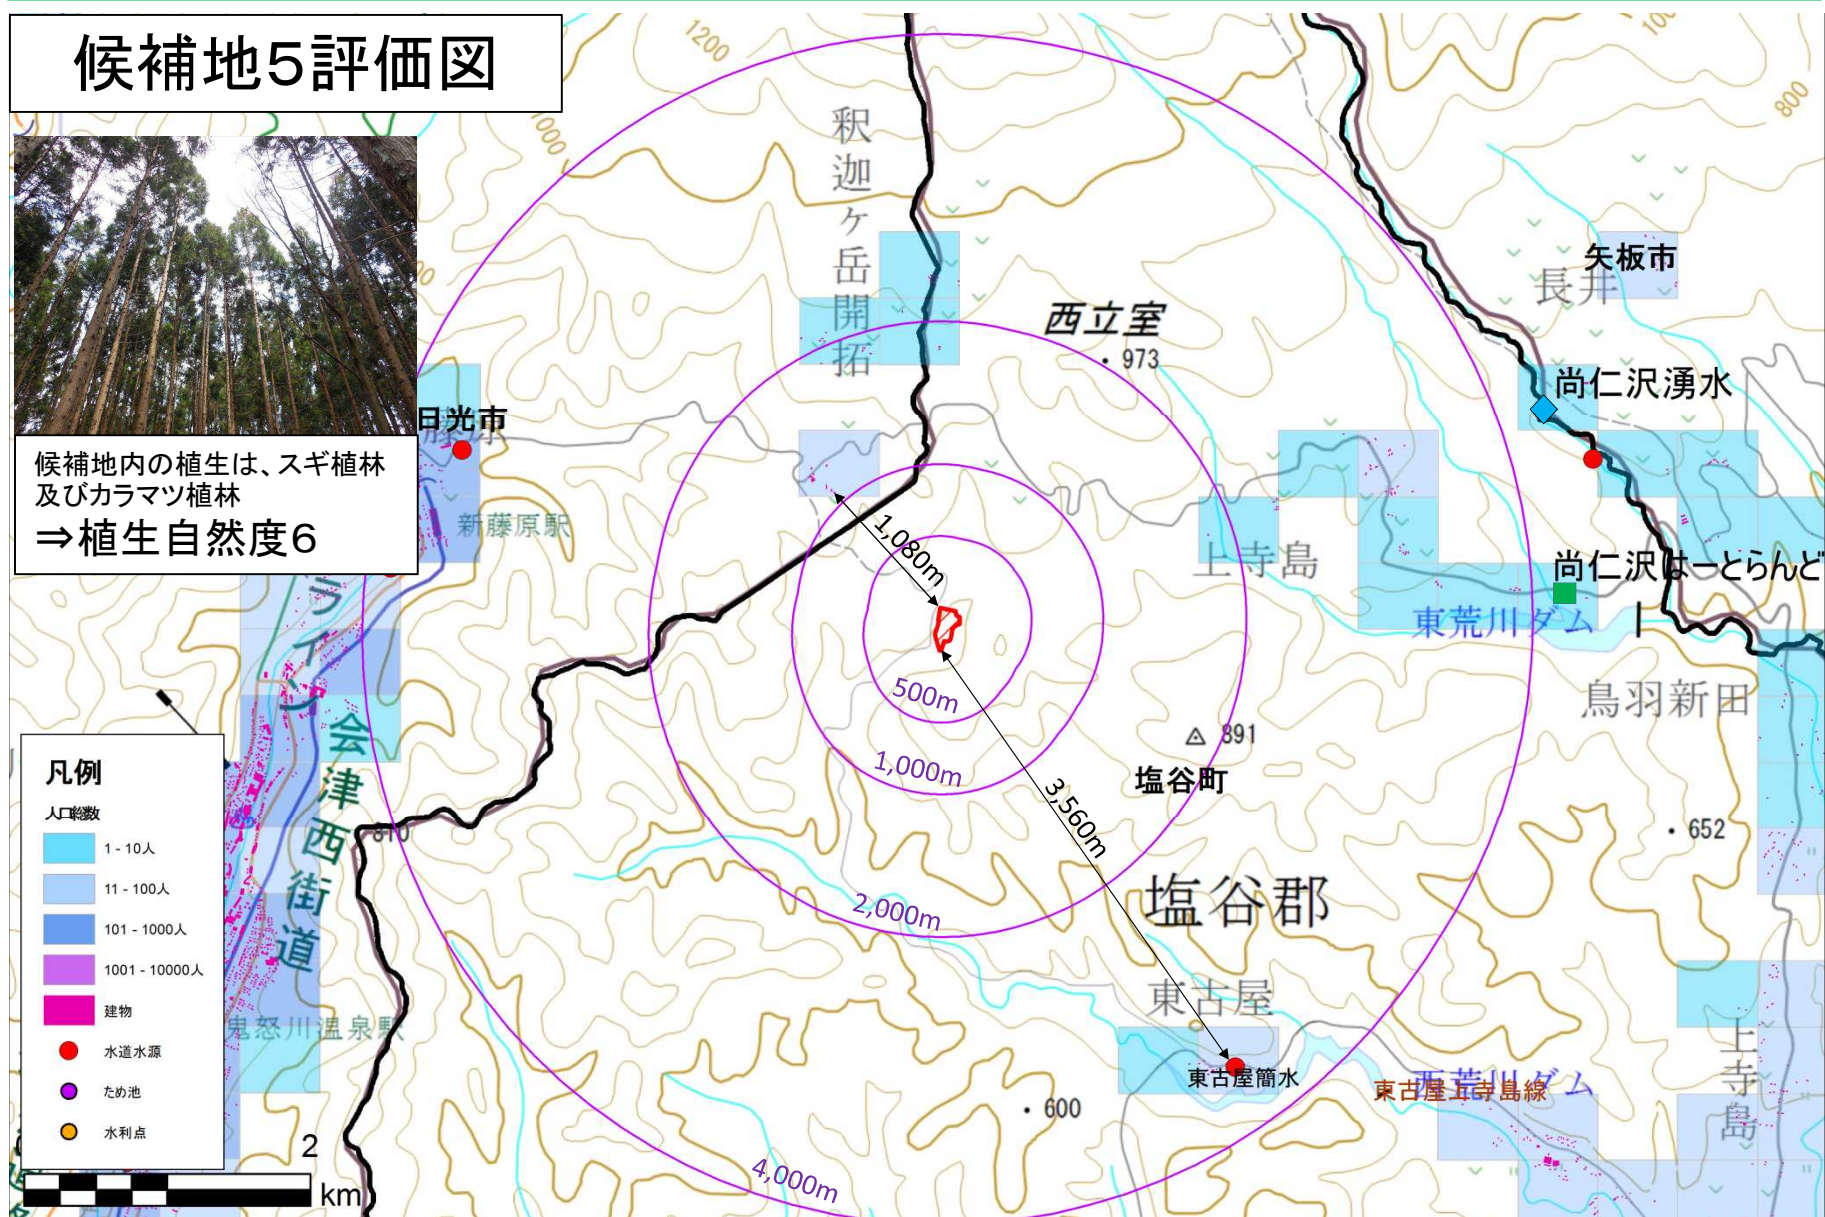 候補地5評価図
候補地内の植生は、スギ植林
及びカラマツ植林
⇒植生自然度6
1200
1000
800
釈迦ヶ岳開拓
西立室
973
矢板市
長井
尚仁沢湧水
日光市
藤原
新藤原駅
1,080m
上寺島
尚仁沢はーとらんど
東荒川ダム
鳥羽新田
ライン
会津西街道
500m
891
1,000m
塩谷町
3,560m
652
810
2,000m
塩谷郡
東古屋
東古屋簡水
西荒川ダム
東古屋上寺島線
上寺島
600
4,000m
鬼怒川温泉駅
凡例
人口総数
1 - 10人
11 - 100人
101 - 1000人
1001 - 10000人
建物
水道水源
ため池
水利点
2
km